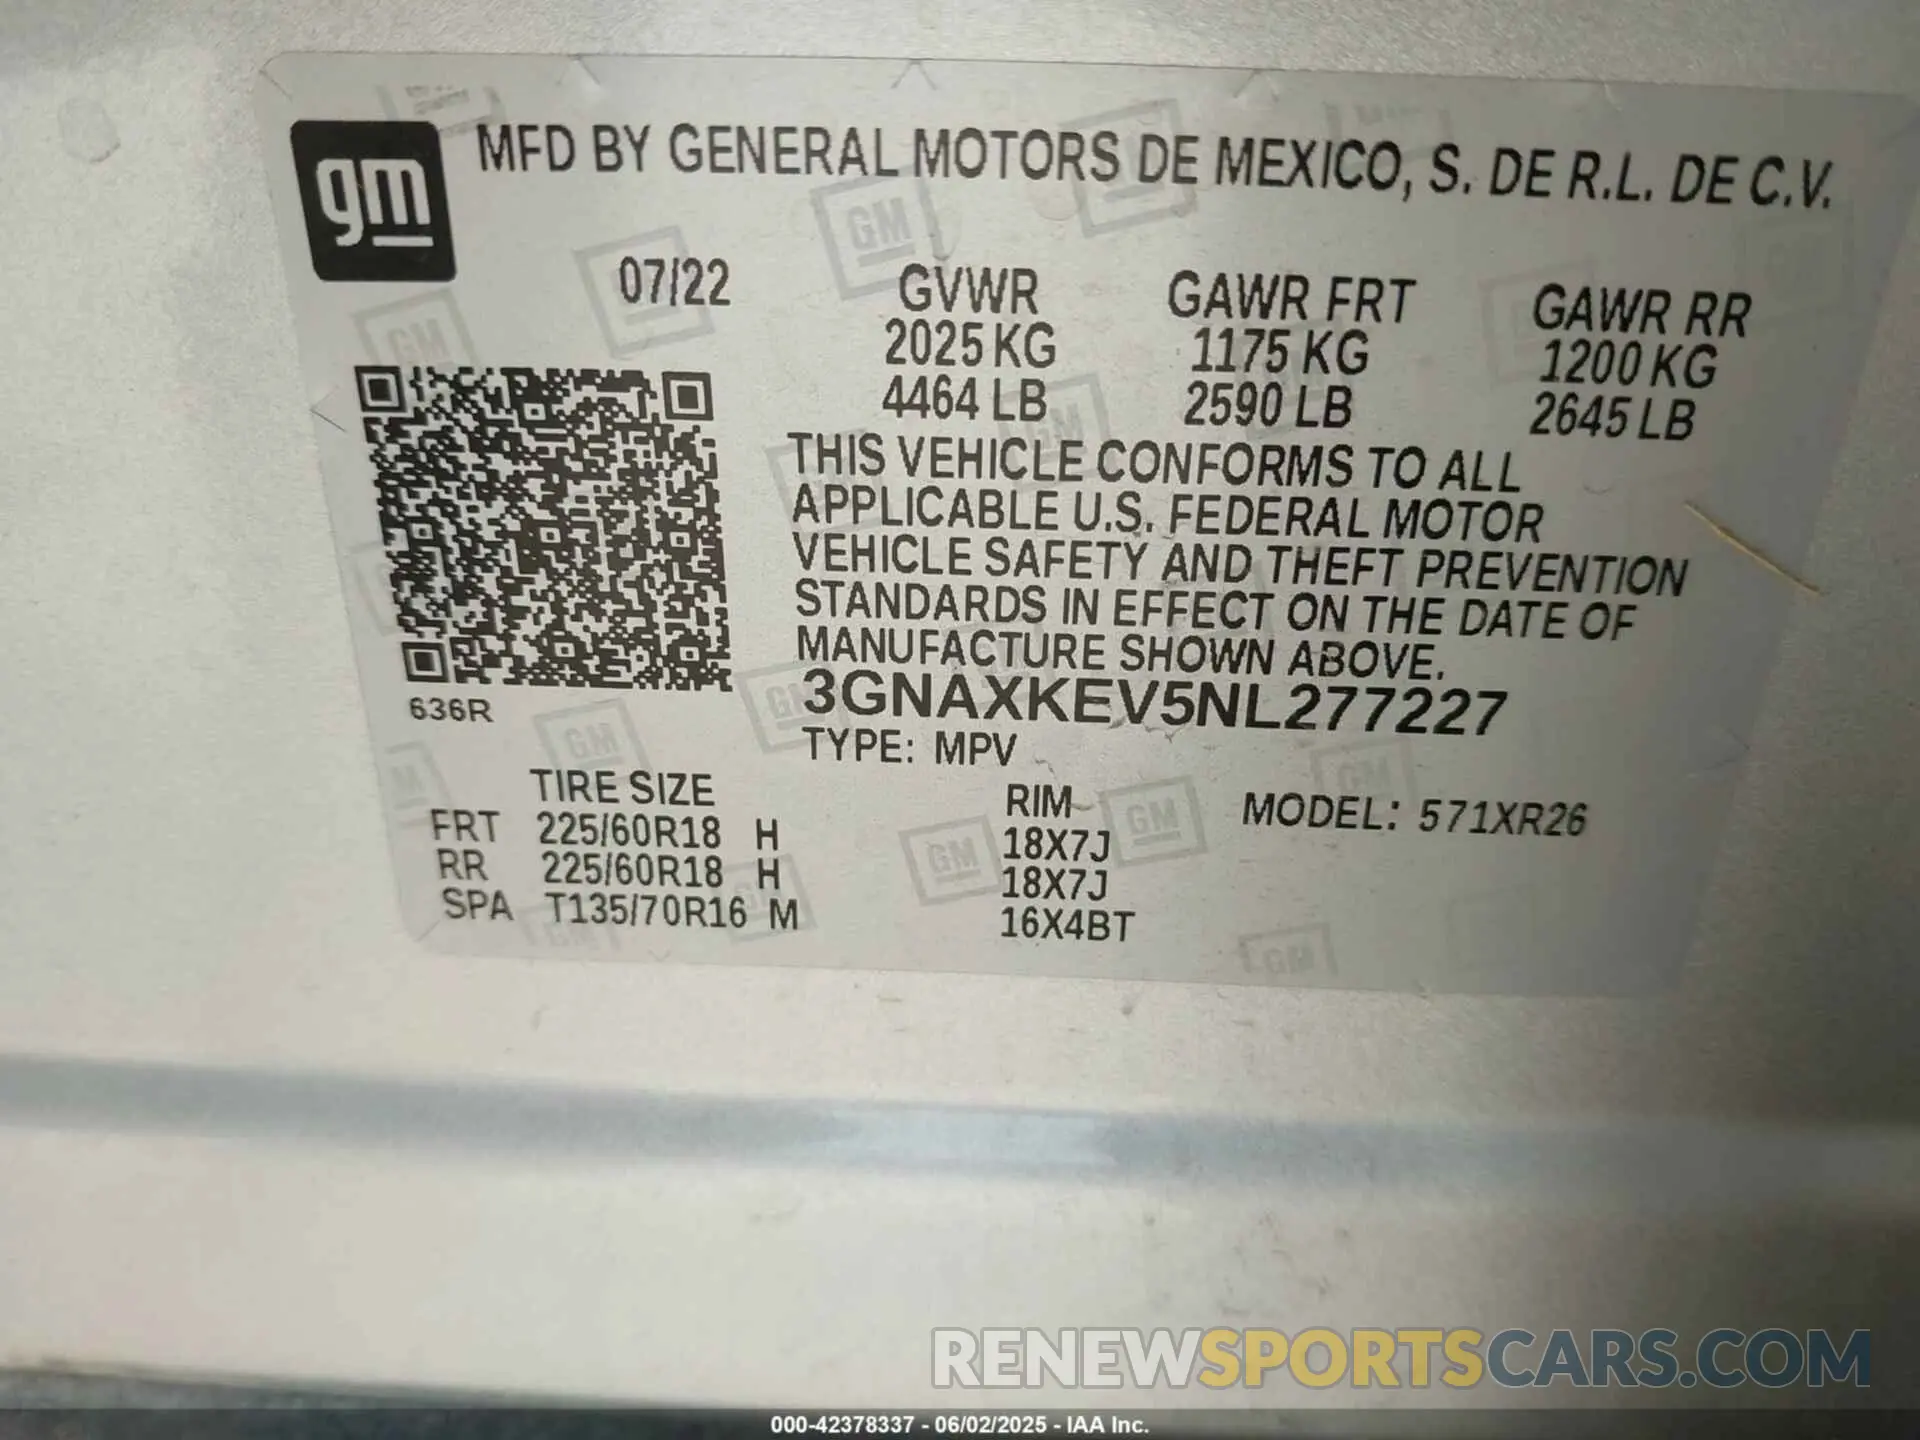 gm
MFD BY GENERAL MOTORS DE MEXICO, S. DE R.L. DE C.V.
07/22
GVWR GAWR FRT GAWR RR
2025 KG 1175 KG 1200 KG
4464 LB 2590 LB 2645 LB
THIS VEHICLE CONFORMS TO ALL
APPLICABLE U.S. FEDERAL MOTOR
VEHICLE SAFETY AND THEFT PREVENTION
STANDARDS IN EFFECT ON THE DATE OF
MANUFACTURE SHOWN ABOVE.
3GNAXKEV5NL277227
636R
TYPE: MPV
TIRE SIZE RIM MODEL: 571XR26
FRT 225/60R18 H 18X7J
RR 225/60R18 H 18X7J
SPA T135/70R16 M 16X4BT
RENEWSPORTSCARS.COM
000-42378337 - 06/02/2025 - IAA Inc.